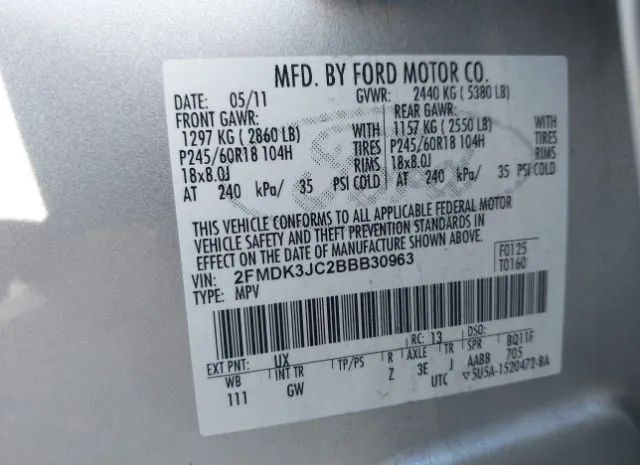 MFD. BY FORD MOTOR CO.
DATE: 05/11 GVWR: 2440 KG ( 5380 LB)
FRONT GAWR: REAR GAWR:
1297 KG ( 2860 LB) WITH 1157 KG ( 2550 LB) WITH
P245/60R18 104H TIRES P245/60R18 104H TIRES
18x8.0J RIMS 18x8.0J RIMS
AT 240 kPa/ 35 PSI COLD AT 240 kPa/ 35 PSI COLD
THIS VEHICLE CONFORMS TO ALL APPLICABLE FEDERAL MOTOR
VEHICLE SAFETY AND THEFT PREVENTION STANDARDS IN
EFFECT ON THE DATE OF MANUFACTURE SHOWN ABOVE.
VIN: 2FMDK3JC2BBB30963 F0125
TYPE: MPV T0160
EXT PNT: UX RC: 13 DSO:
WB INT TR TP/PS R AXLE TR SPR BQ11F
111 GW Z 3E J AABB 705
UTC ▽5U5A-1520472-BA